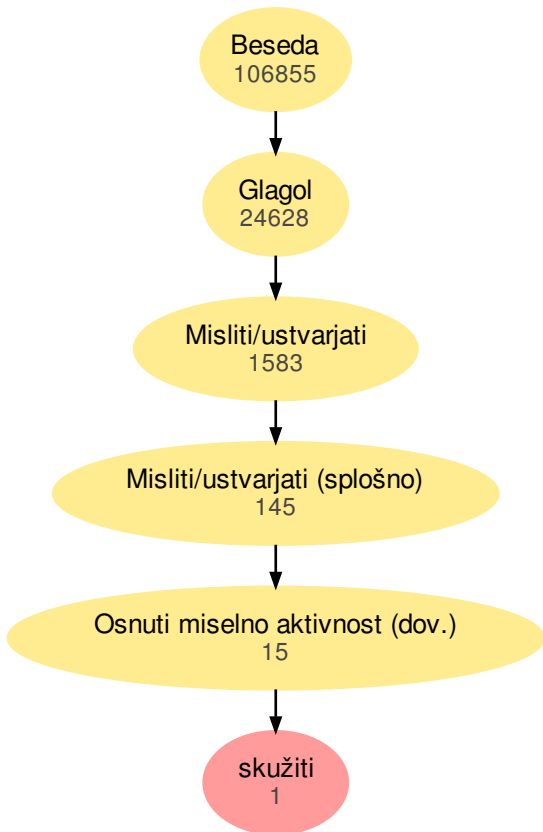 Beseda
106855
Glagol
24628
Misliti/ustvarjati
1583
Misliti/ustvarjati (splošno)
145
Osnuti miselno aktivnost (dov.)
15
skužiti
1